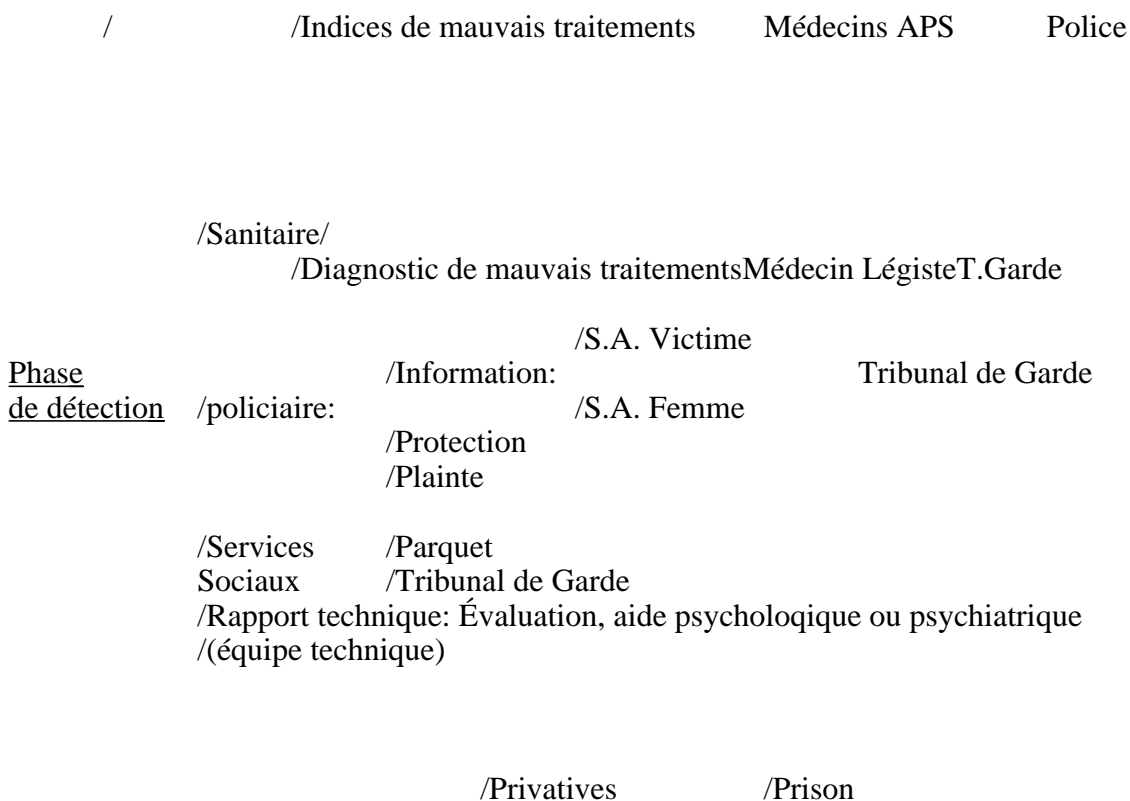 / /Indices de mauvais traitements Médecins APS Police
/Sanitaire/
/Diagnostic de mauvais traitementsMédecin LégisteT.Garde
/S.A. Victime
Phase /Information: Tribunal de Garde
de détection /policiaire: /S.A. Femme
/Protection
/Plainte
/Services /Parquet
Sociaux /Tribunal de Garde
/Rapport technique: Évaluation, aide psycholoqique ou psychiatrique
/(équipe technique)
/Privatives /Prison